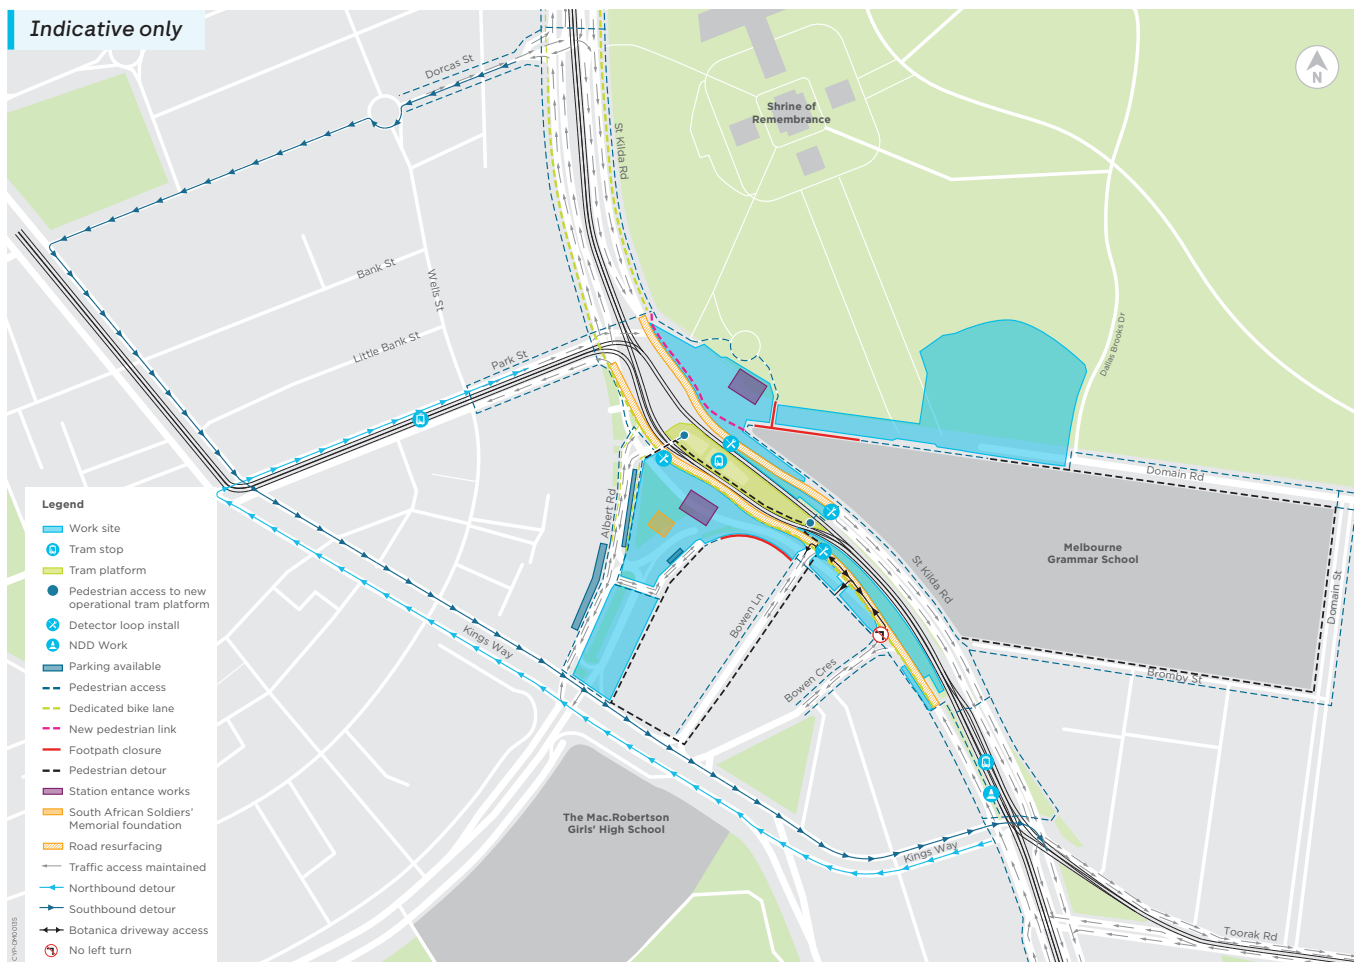 Indicative only
N
Dorcas St
St Kilda Rd
Shrine of
Remembrance
Bank St
Wells St
Little Bank St
Park St
Dallas Brooks Dr
Domain Rd
Albert Rd
Melbourne
Grammar School
St Kilda Rd
Domain St
Bowen Ln
Kings Way
Bowen Cres
Bromby St
The Mac.Robertson
Girls' High School
Kings Way
Toorak Rd
Legend
Work site
Tram stop
Tram platform
Pedestrian access to new
operational tram platform
Detector loop install
NDD Work
Parking available
Pedestrian access
Dedicated bike lane
New pedestrian link
Footpath closure
Pedestrian detour
Station entrance works
South African Soldiers'
Memorial foundation
Road resurfacing
Traffic access maintained
Northbound detour
Southbound detour
Botanica driveway access
No left turn
CYP-DM00135